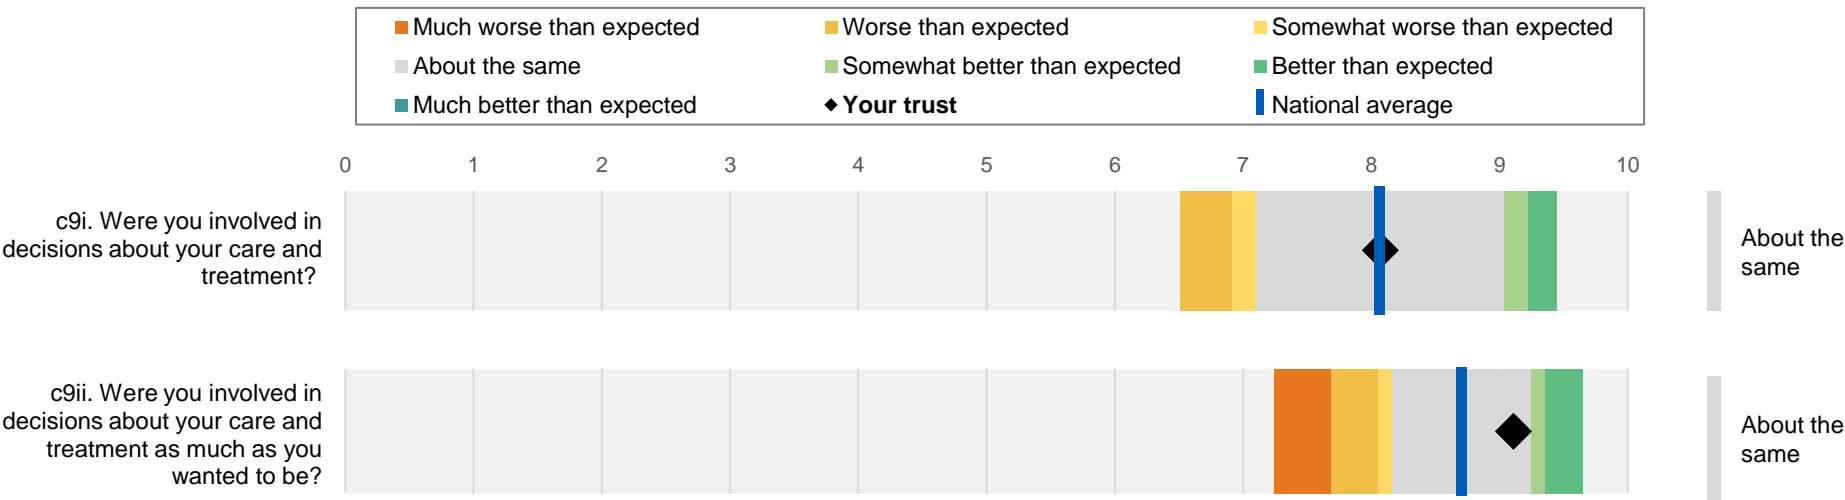 Much worse than expected
Worse than expected
Somewhat worse than expected
About the same
Somewhat better than expected
Better than expected
Much better than expected
Your trust
National average
0 1 2 3 4 5 6 7 8 9 10
c9i. Were you involved in
decisions about your care and
treatment?
About the
same
c9ii. Were you involved in
decisions about your care and
treatment as much as you
wanted to be?
About the
same